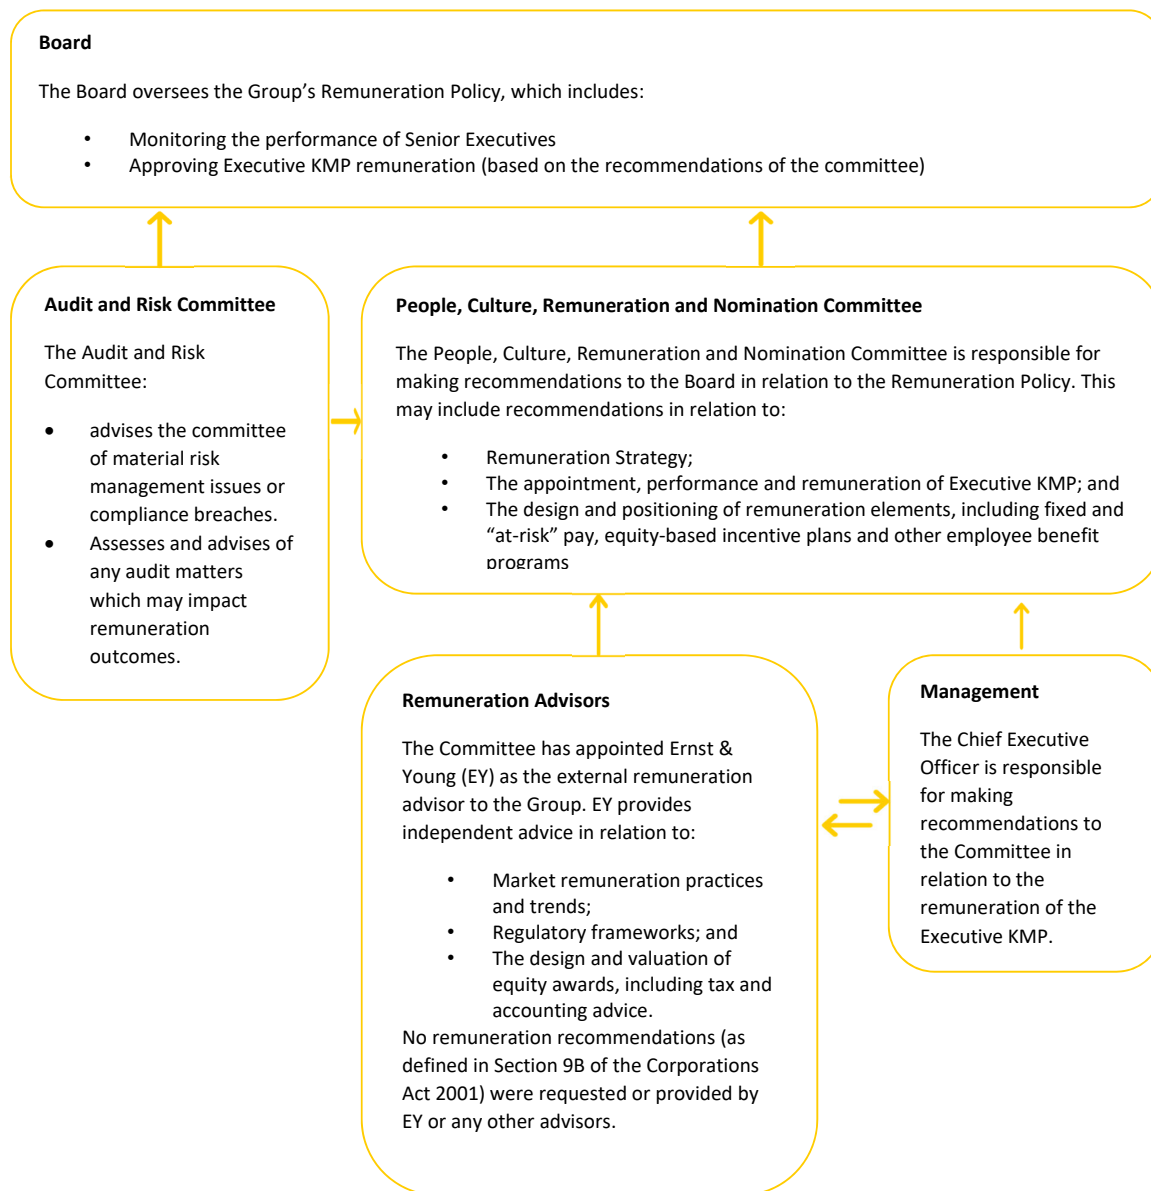 Board
The Board oversees the Group’s Remuneration Policy, which includes:
• Monitoring the performance of Senior Executives
• Approving Executive KMP remuneration (based on the recommendations of the committee)
Audit and Risk Committee
The Audit and Risk
Committee:
• advises the committee
of material risk
management issues or
compliance breaches.
• Assesses and advises of
any audit matters
which may impact
remuneration
outcomes.
People, Culture, Remuneration and Nomination Committee
The People, Culture, Remuneration and Nomination Committee is responsible for
making recommendations to the Board in relation to the Remuneration Policy. This
may include recommendations in relation to:
• Remuneration Strategy;
• The appointment, performance and remuneration of Executive KMP; and
• The design and positioning of remuneration elements, including fixed and
“at-risk” pay, equity-based incentive plans and other employee benefit
programs
Remuneration Advisors
The Committee has appointed Ernst &
Young (EY) as the external remuneration
advisor to the Group. EY provides
independent advice in relation to:
• Market remuneration practices
and trends;
• Regulatory frameworks; and
• The design and valuation of
equity awards, including tax and
accounting advice.
No remuneration recommendations (as
defined in Section 9B of the Corporations
Act 2001) were requested or provided by
EY or any other advisors.
Management
The Chief Executive
Officer is responsible
for making
recommendations to
the Committee in
relation to the
remuneration of the
Executive KMP.